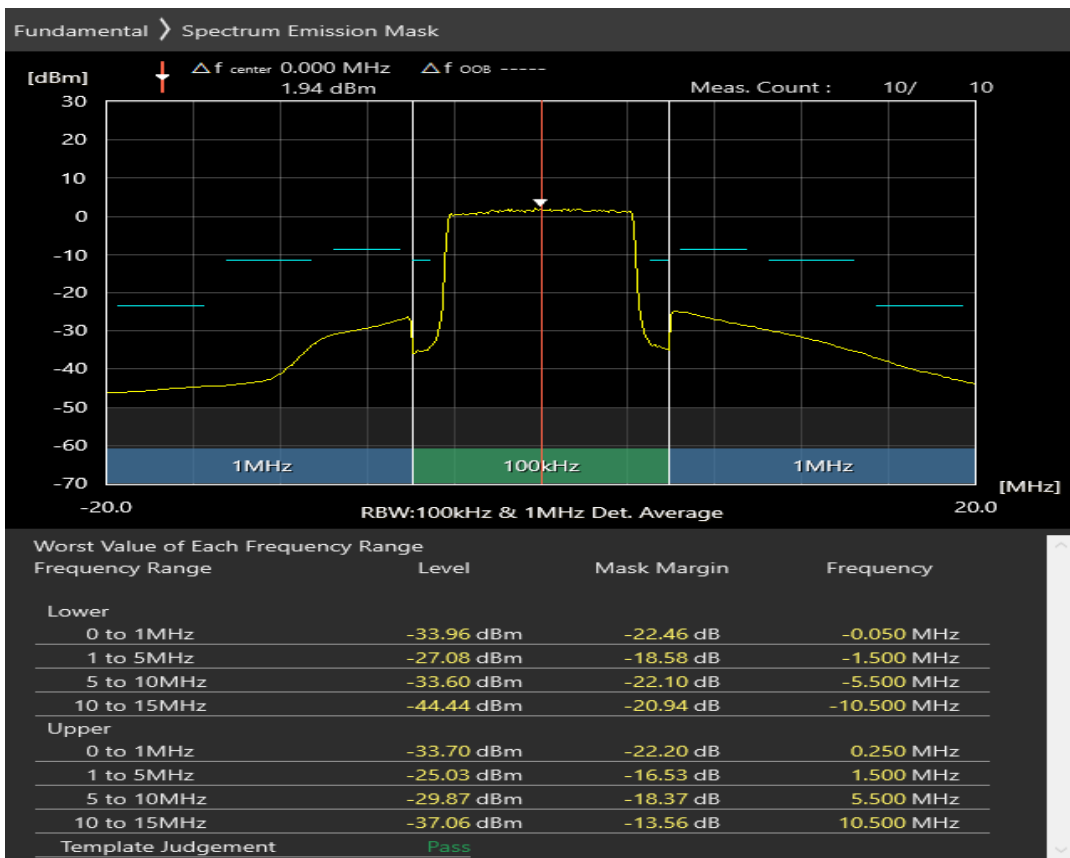 Fundamental 》 Spectrum Emission Mask
[dBm] △f center 0.000 MHz △f OOB -----
1.94 dBm Meas. Count : 10/ 10
30
20
10
0
-10
-20
-30
-40
-50
-60
1MHz 100kHz 1MHz
-70 [MHz]
-20.0 RBW:100kHz & 1MHz Det. Average 20.0
Worst Value of Each Frequency Range
Frequency Range Level Mask Margin Frequency
Lower
0 to 1MHz -33.96 dBm -22.46 dB -0.050 MHz
1 to 5MHz -27.08 dBm -18.58 dB -1.500 MHz
5 to 10MHz -33.60 dBm -22.10 dB -5.500 MHz
10 to 15MHz -44.44 dBm -20.94 dB -10.500 MHz
Upper
0 to 1MHz -33.70 dBm -22.20 dB 0.250 MHz
1 to 5MHz -25.03 dBm -16.53 dB 1.500 MHz
5 to 10MHz -29.87 dBm -18.37 dB 5.500 MHz
10 to 15MHz -37.06 dBm -13.56 dB 10.500 MHz
Template Judgement Pass